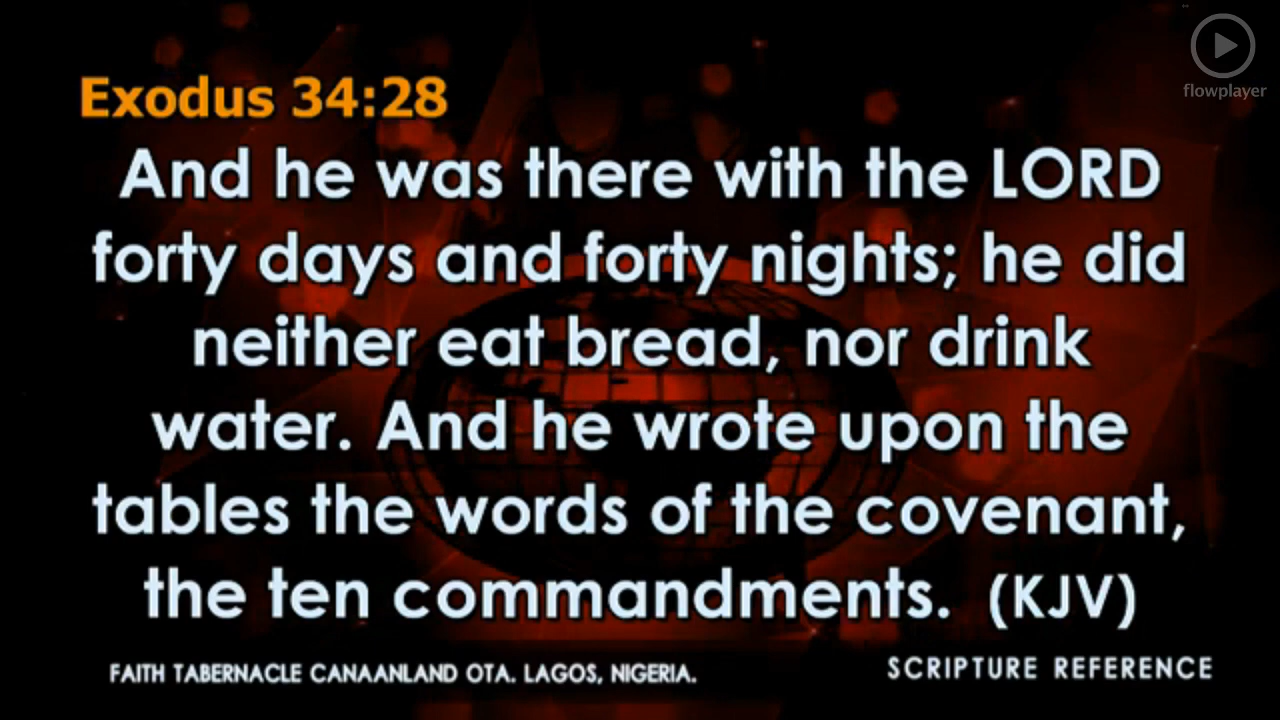 flowplayer
Exodus 34:28
And he was there with the LORD
forty days and forty nights; he did
neither eat bread, nor drink
water. And he wrote upon the
tables the words of the covenant,
the ten commandments. (KJV)
FAITH TABERNACLE CANAANLAND OTA. LAGOS, NIGERIA.
SCRIPTURE REFERENCE